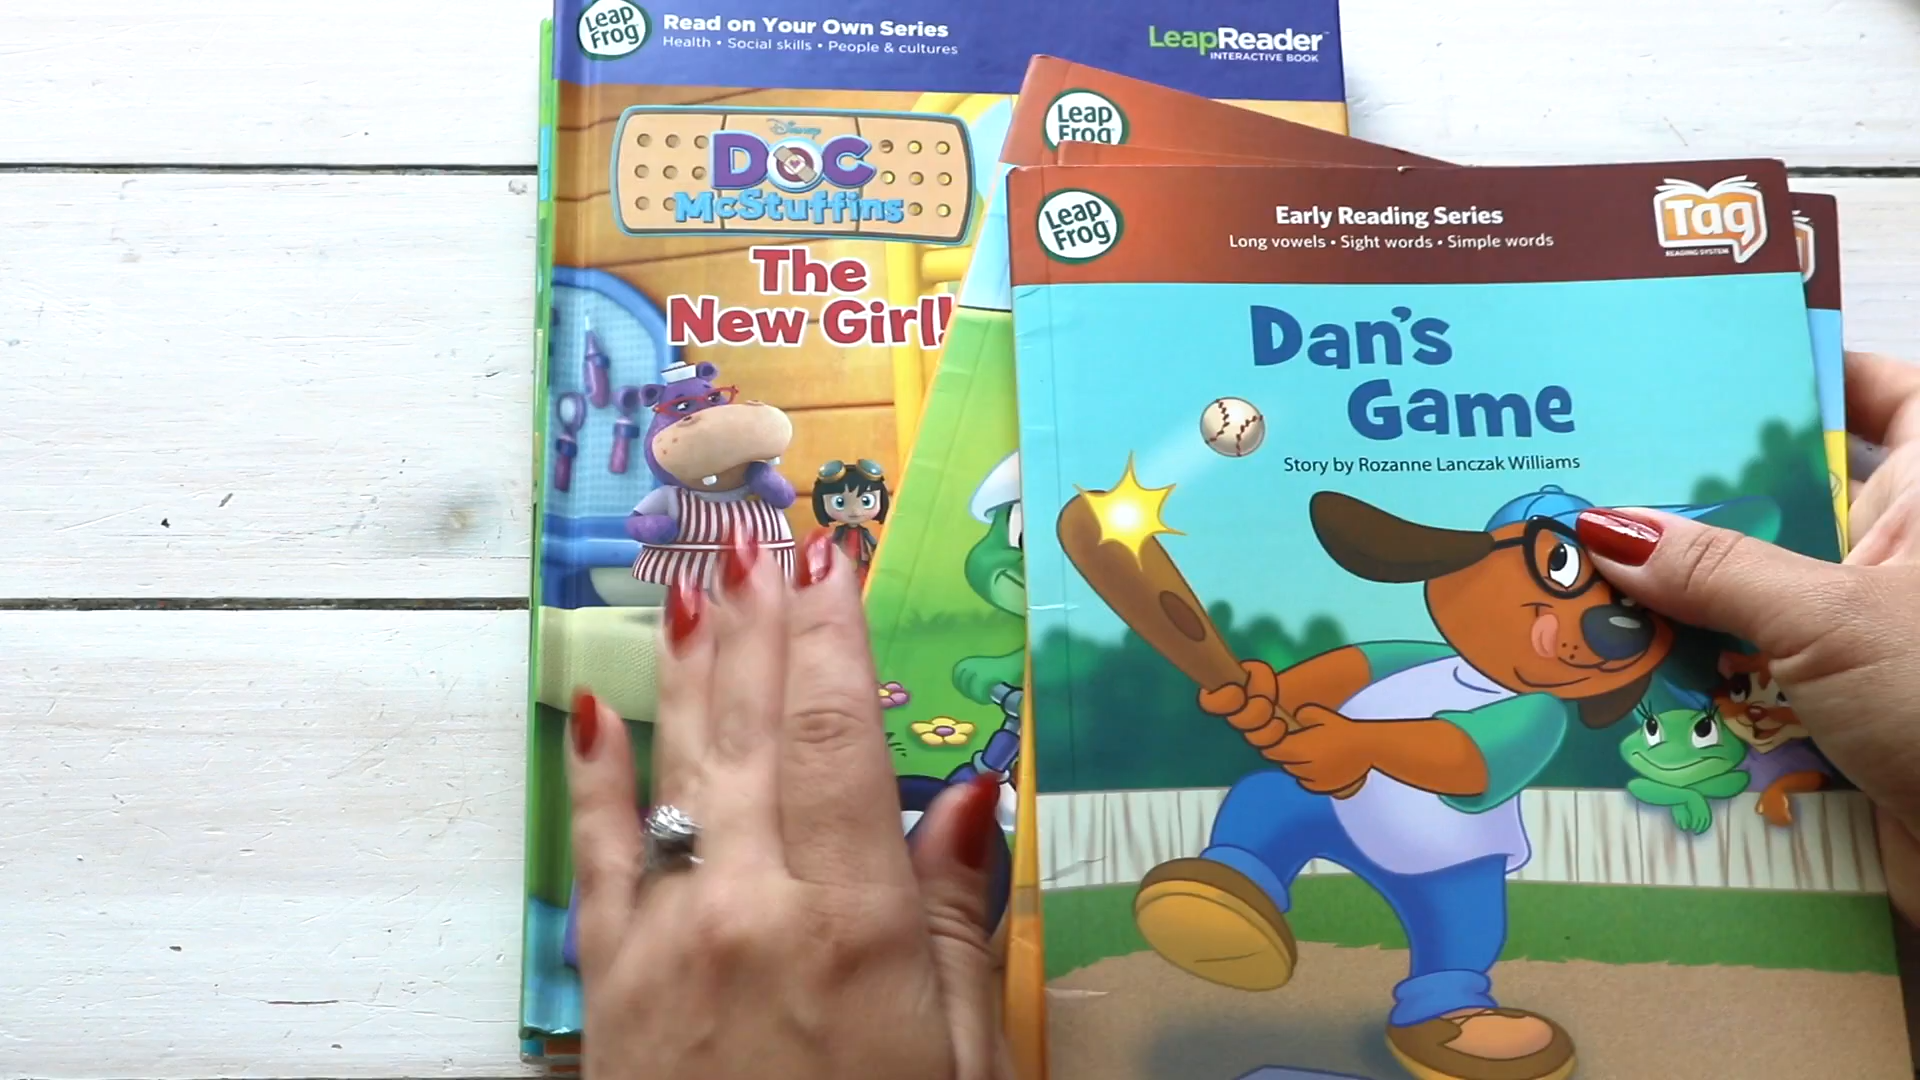 Leap
Frog
Read on Your Own Series
Health • Social skills • People & cultures
LeapReader
INTERACTIVE BOOK
Disney
DOC
McStuffins
The
New Girl!
Leap
Frog
Leap
Frog
Early Reading Series
Long vowels • Sight words • Simple words
Tag
READING SYSTEM
Dan's
Game
Story by Rozanne Lanczak Williams